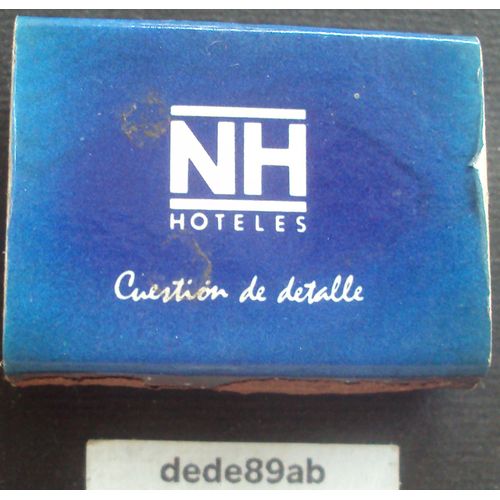 NH
HOTELES
Cuestión de detalle
dede89ab